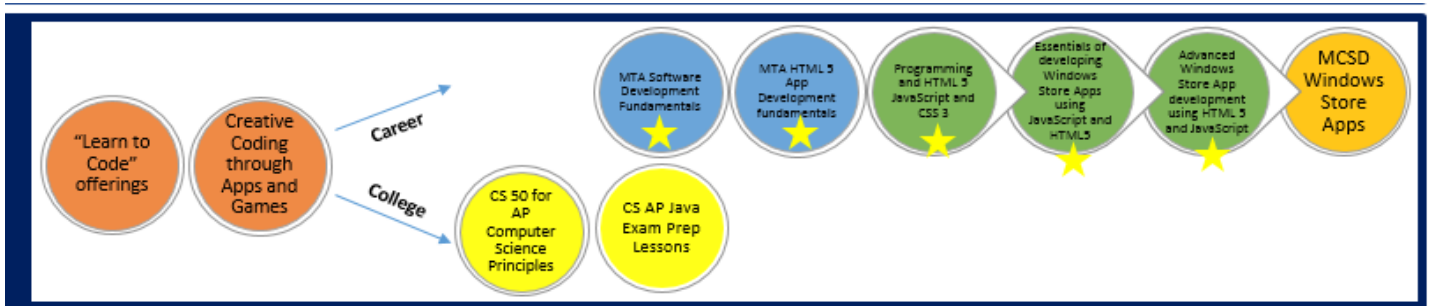 "Learn to
Code"
offerings
Creative
Coding
through
Apps and
Games
Career
College
MTA Software
Development
Fundamentals
MTA HTML 5
App
Development
fundamentals
Programming
and HTML 5
JavaScript and
CSS 3
Essentials of
developing
Windows
Store Apps
using
JavaScript and
HTML5
Advanced
Windows
Store App
development
using HTML 5
and JavaScript
MCSD
Windows
Store
Apps
CS 50 for
AP
Computer
Science
Principles
CS AP Java
Exam Prep
Lessons